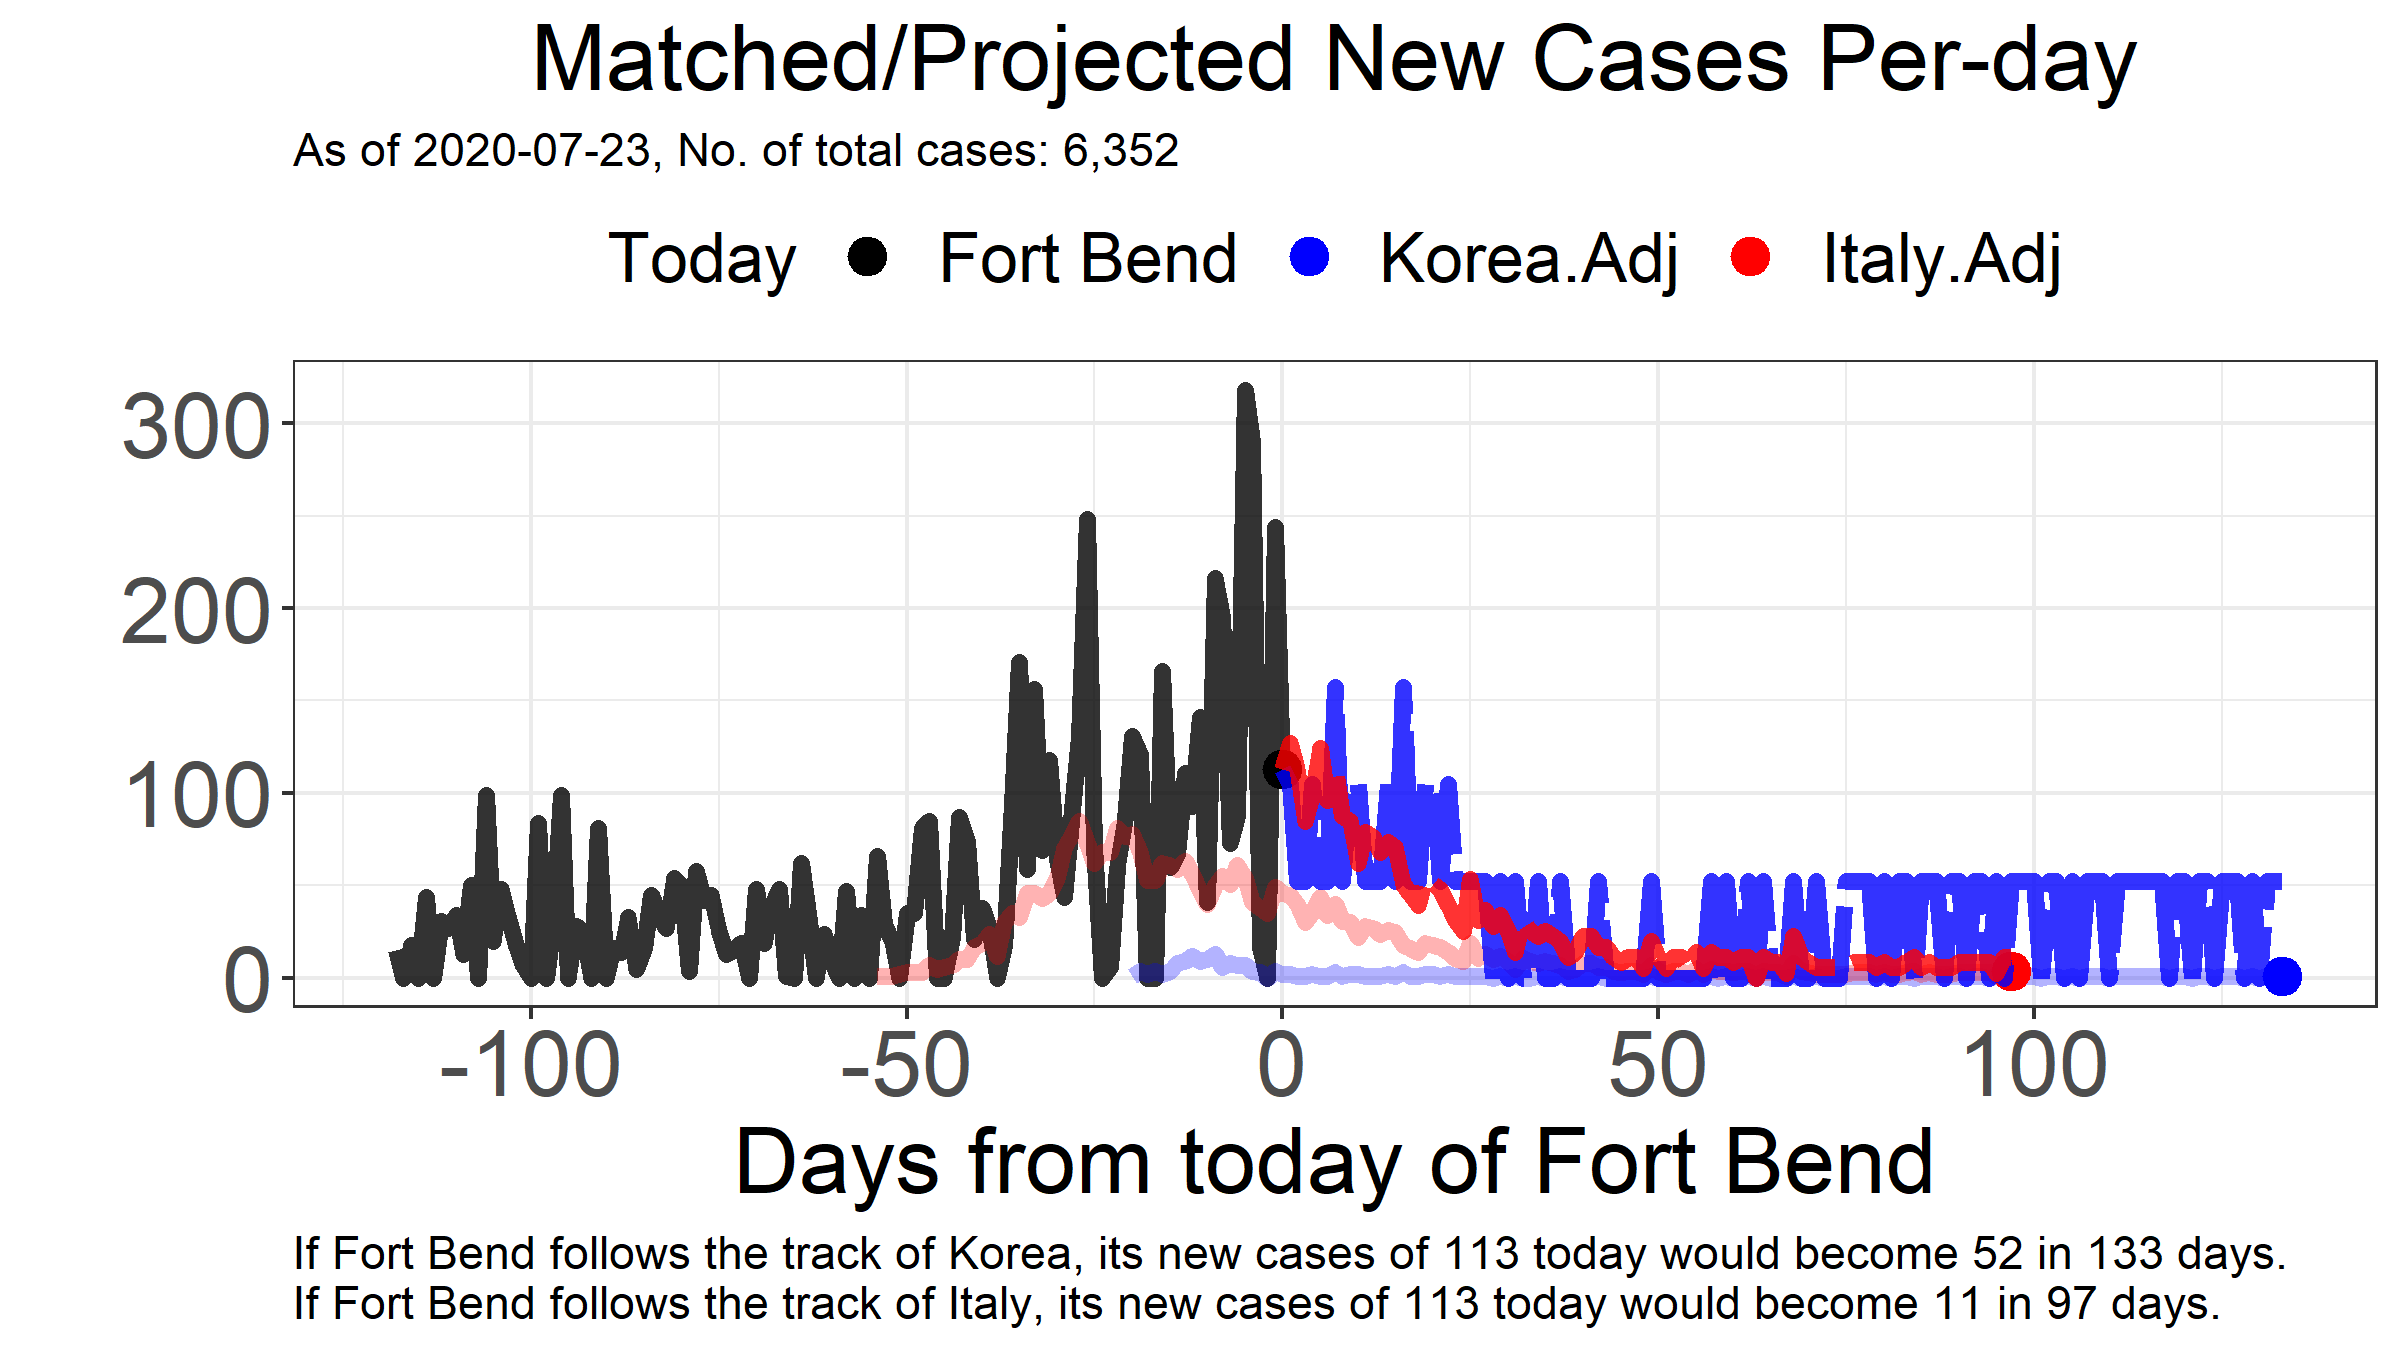 Matched/Projected New Cases Per-day
As of 2020-07-23, No. of total cases: 6,352
Today Fort Bend Korea.Adj Italy.Adj
300
200
100
0
-100 -50 0 50 100
Days from today of Fort Bend
If Fort Bend follows the track of Korea, its new cases of 113 today would become 52 in 133 days.
If Fort Bend follows the track of Italy, its new cases of 113 today would become 11 in 97 days.